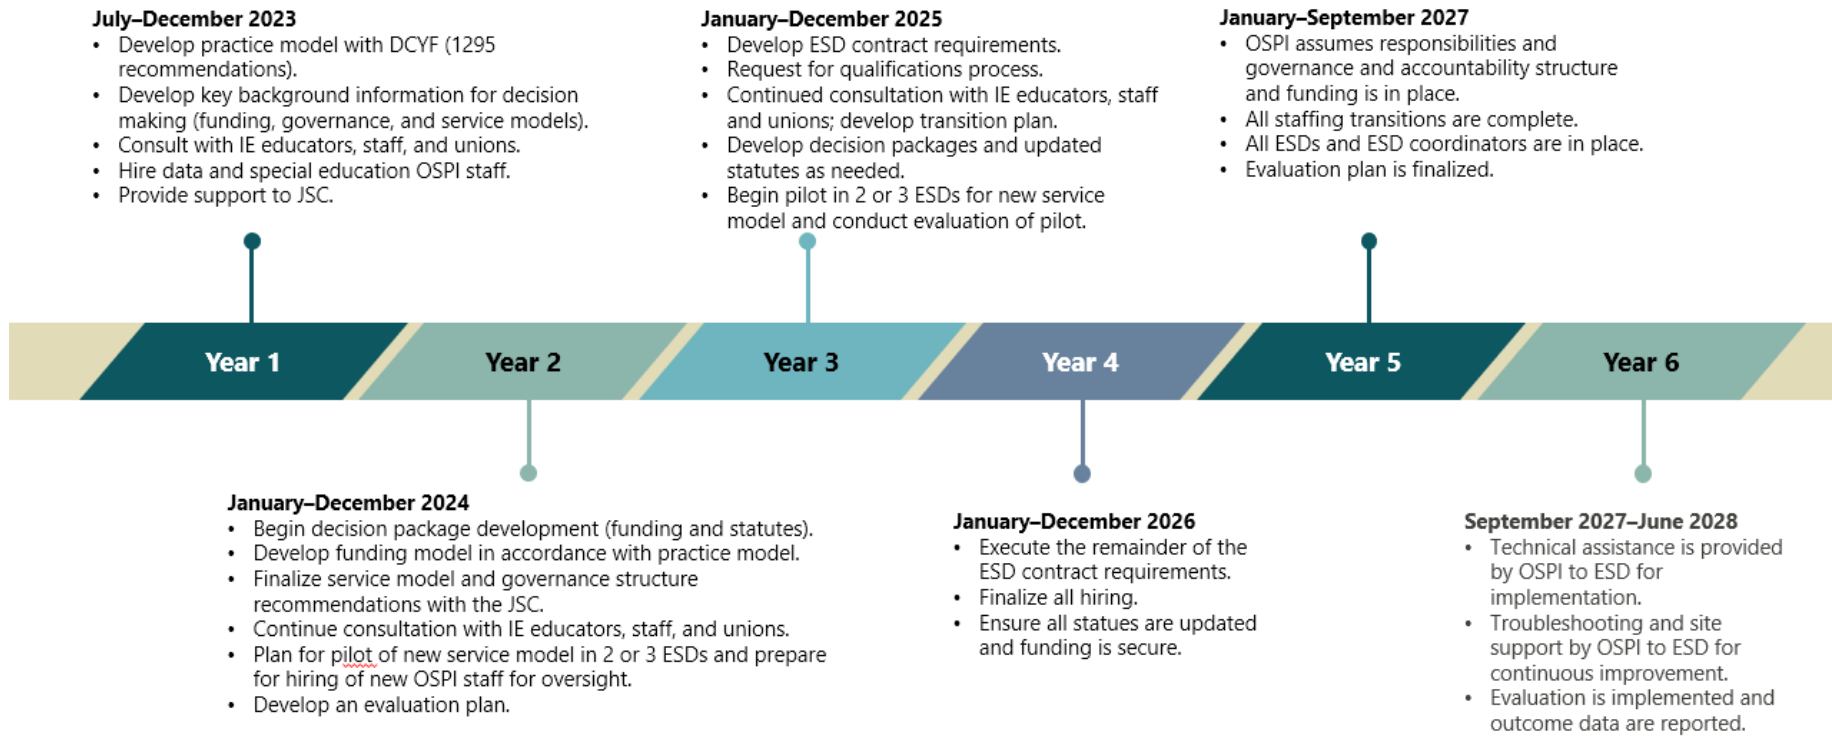 July–December 2023
• Develop practice model with DCYF (1295
recommendations).
• Develop key background information for decision
making (funding, governance, and service models).
• Consult with IE educators, staff, and unions.
• Hire data and special education OSPI staff.
• Provide support to JSC.
January–December 2025
• Develop ESD contract requirements.
• Request for qualifications process.
• Continued consultation with IE educators, staff
and unions; develop transition plan.
• Develop decision packages and updated
statutes as needed.
• Begin pilot in 2 or 3 ESDs for new service
model and conduct evaluation of pilot.
January–September 2027
• OSPI assumes responsibilities and
governance and accountability structure
and funding is in place.
• All staffing transitions are complete.
• All ESDs and ESD coordinators are in place.
• Evaluation plan is finalized.
Year 1
Year 2
Year 3
Year 4
Year 5
Year 6
January–December 2024
• Begin decision package development (funding and statutes).
• Develop funding model in accordance with practice model.
• Finalize service model and governance structure
recommendations with the JSC.
• Continue consultation with IE educators, staff, and unions.
• Plan for pilot of new service model in 2 or 3 ESDs and prepare
for hiring of new OSPI staff for oversight.
• Develop an evaluation plan.
January–December 2026
• Execute the remainder of the
ESD contract requirements.
• Finalize all hiring.
• Ensure all statues are updated
and funding is secure.
September 2027–June 2028
• Technical assistance is provided
by OSPI to ESD for
implementation.
• Troubleshooting and site
support by OSPI to ESD for
continuous improvement.
• Evaluation is implemented and
outcome data are reported.